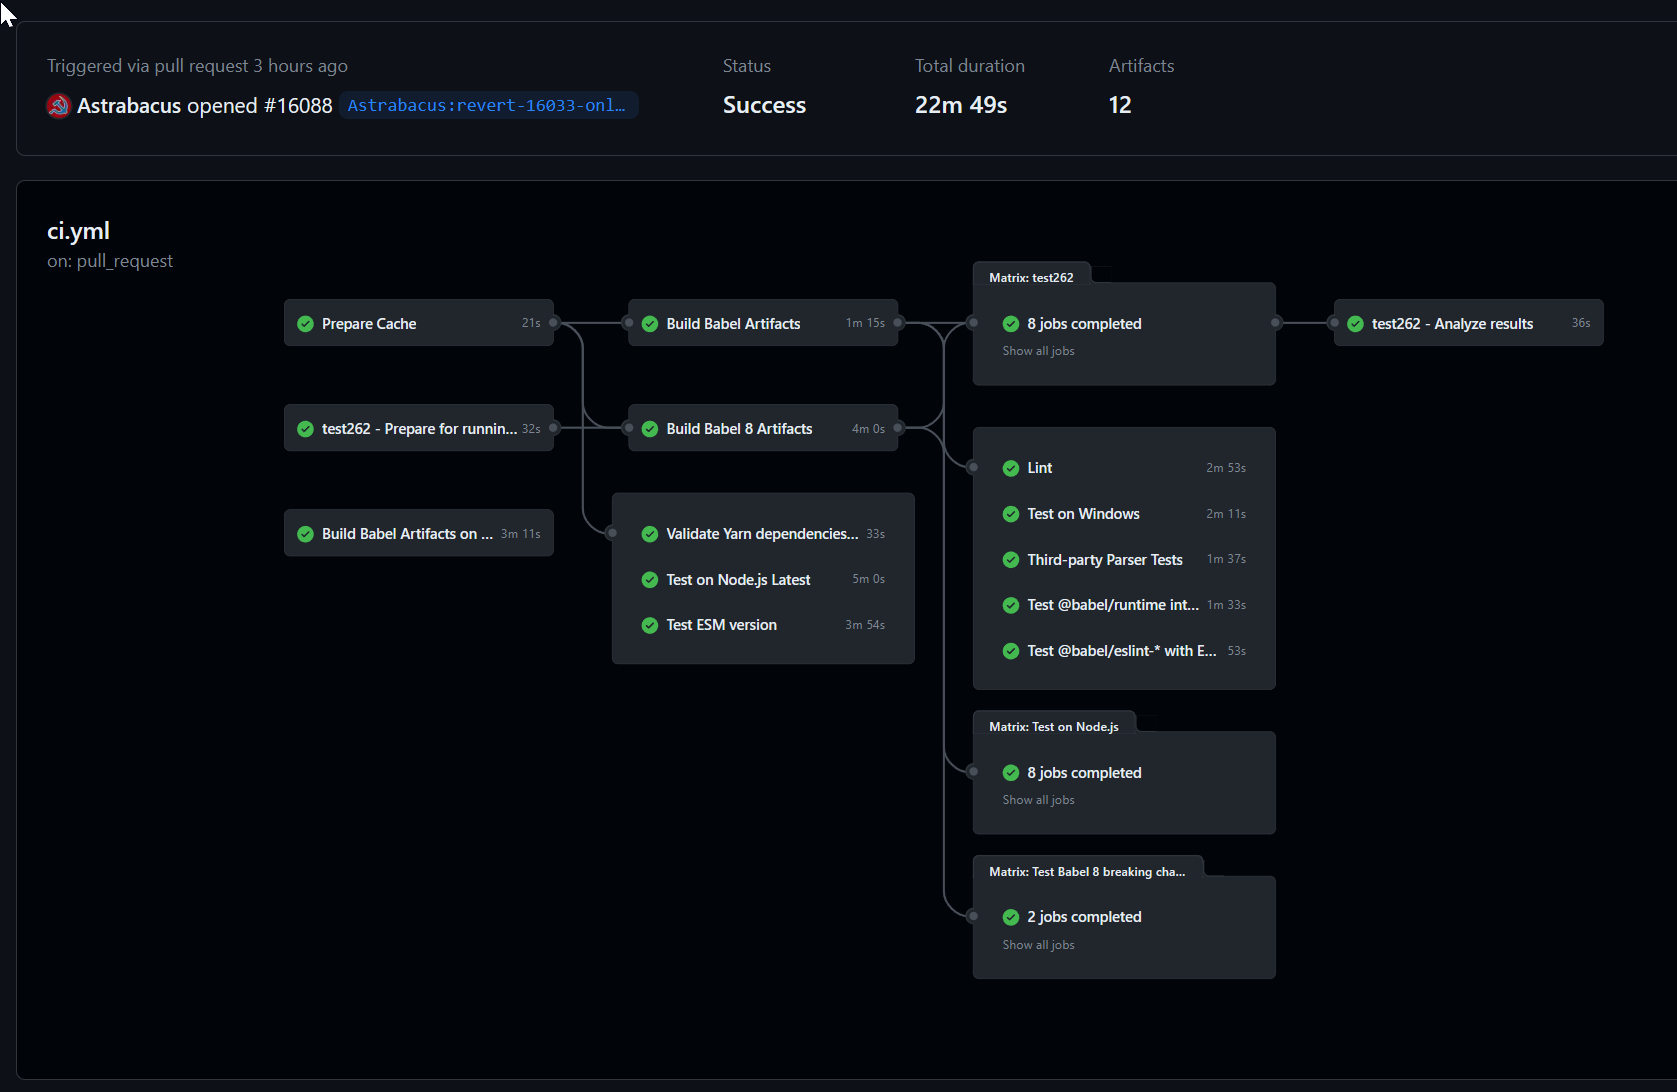 Triggered via pull request 3 hours ago
Astrabacus opened #16088 Astrabacus:revert-16033-onl…
Status
Success
Total duration
22m 49s
Artifacts
12
ci.yml
on: pull_request
Prepare Cache 21s
test262 - Prepare for runnin... 32s
Build Babel Artifacts on ... 3m 11s
Build Babel Artifacts 1m 15s
Build Babel 8 Artifacts 4m 0s
Validate Yarn dependencies... 33s
Test on Node.js Latest 5m 0s
Test ESM version 3m 54s
Matrix: test262
8 jobs completed
Show all jobs
Lint 2m 53s
Test on Windows 2m 11s
Third-party Parser Tests 1m 37s
Test @babel/runtime int... 1m 33s
Test @babel/eslint-* with E... 53s
Matrix: Test on Node.js
8 jobs completed
Show all jobs
Matrix: Test Babel 8 breaking cha...
2 jobs completed
Show all jobs
test262 - Analyze results 36s